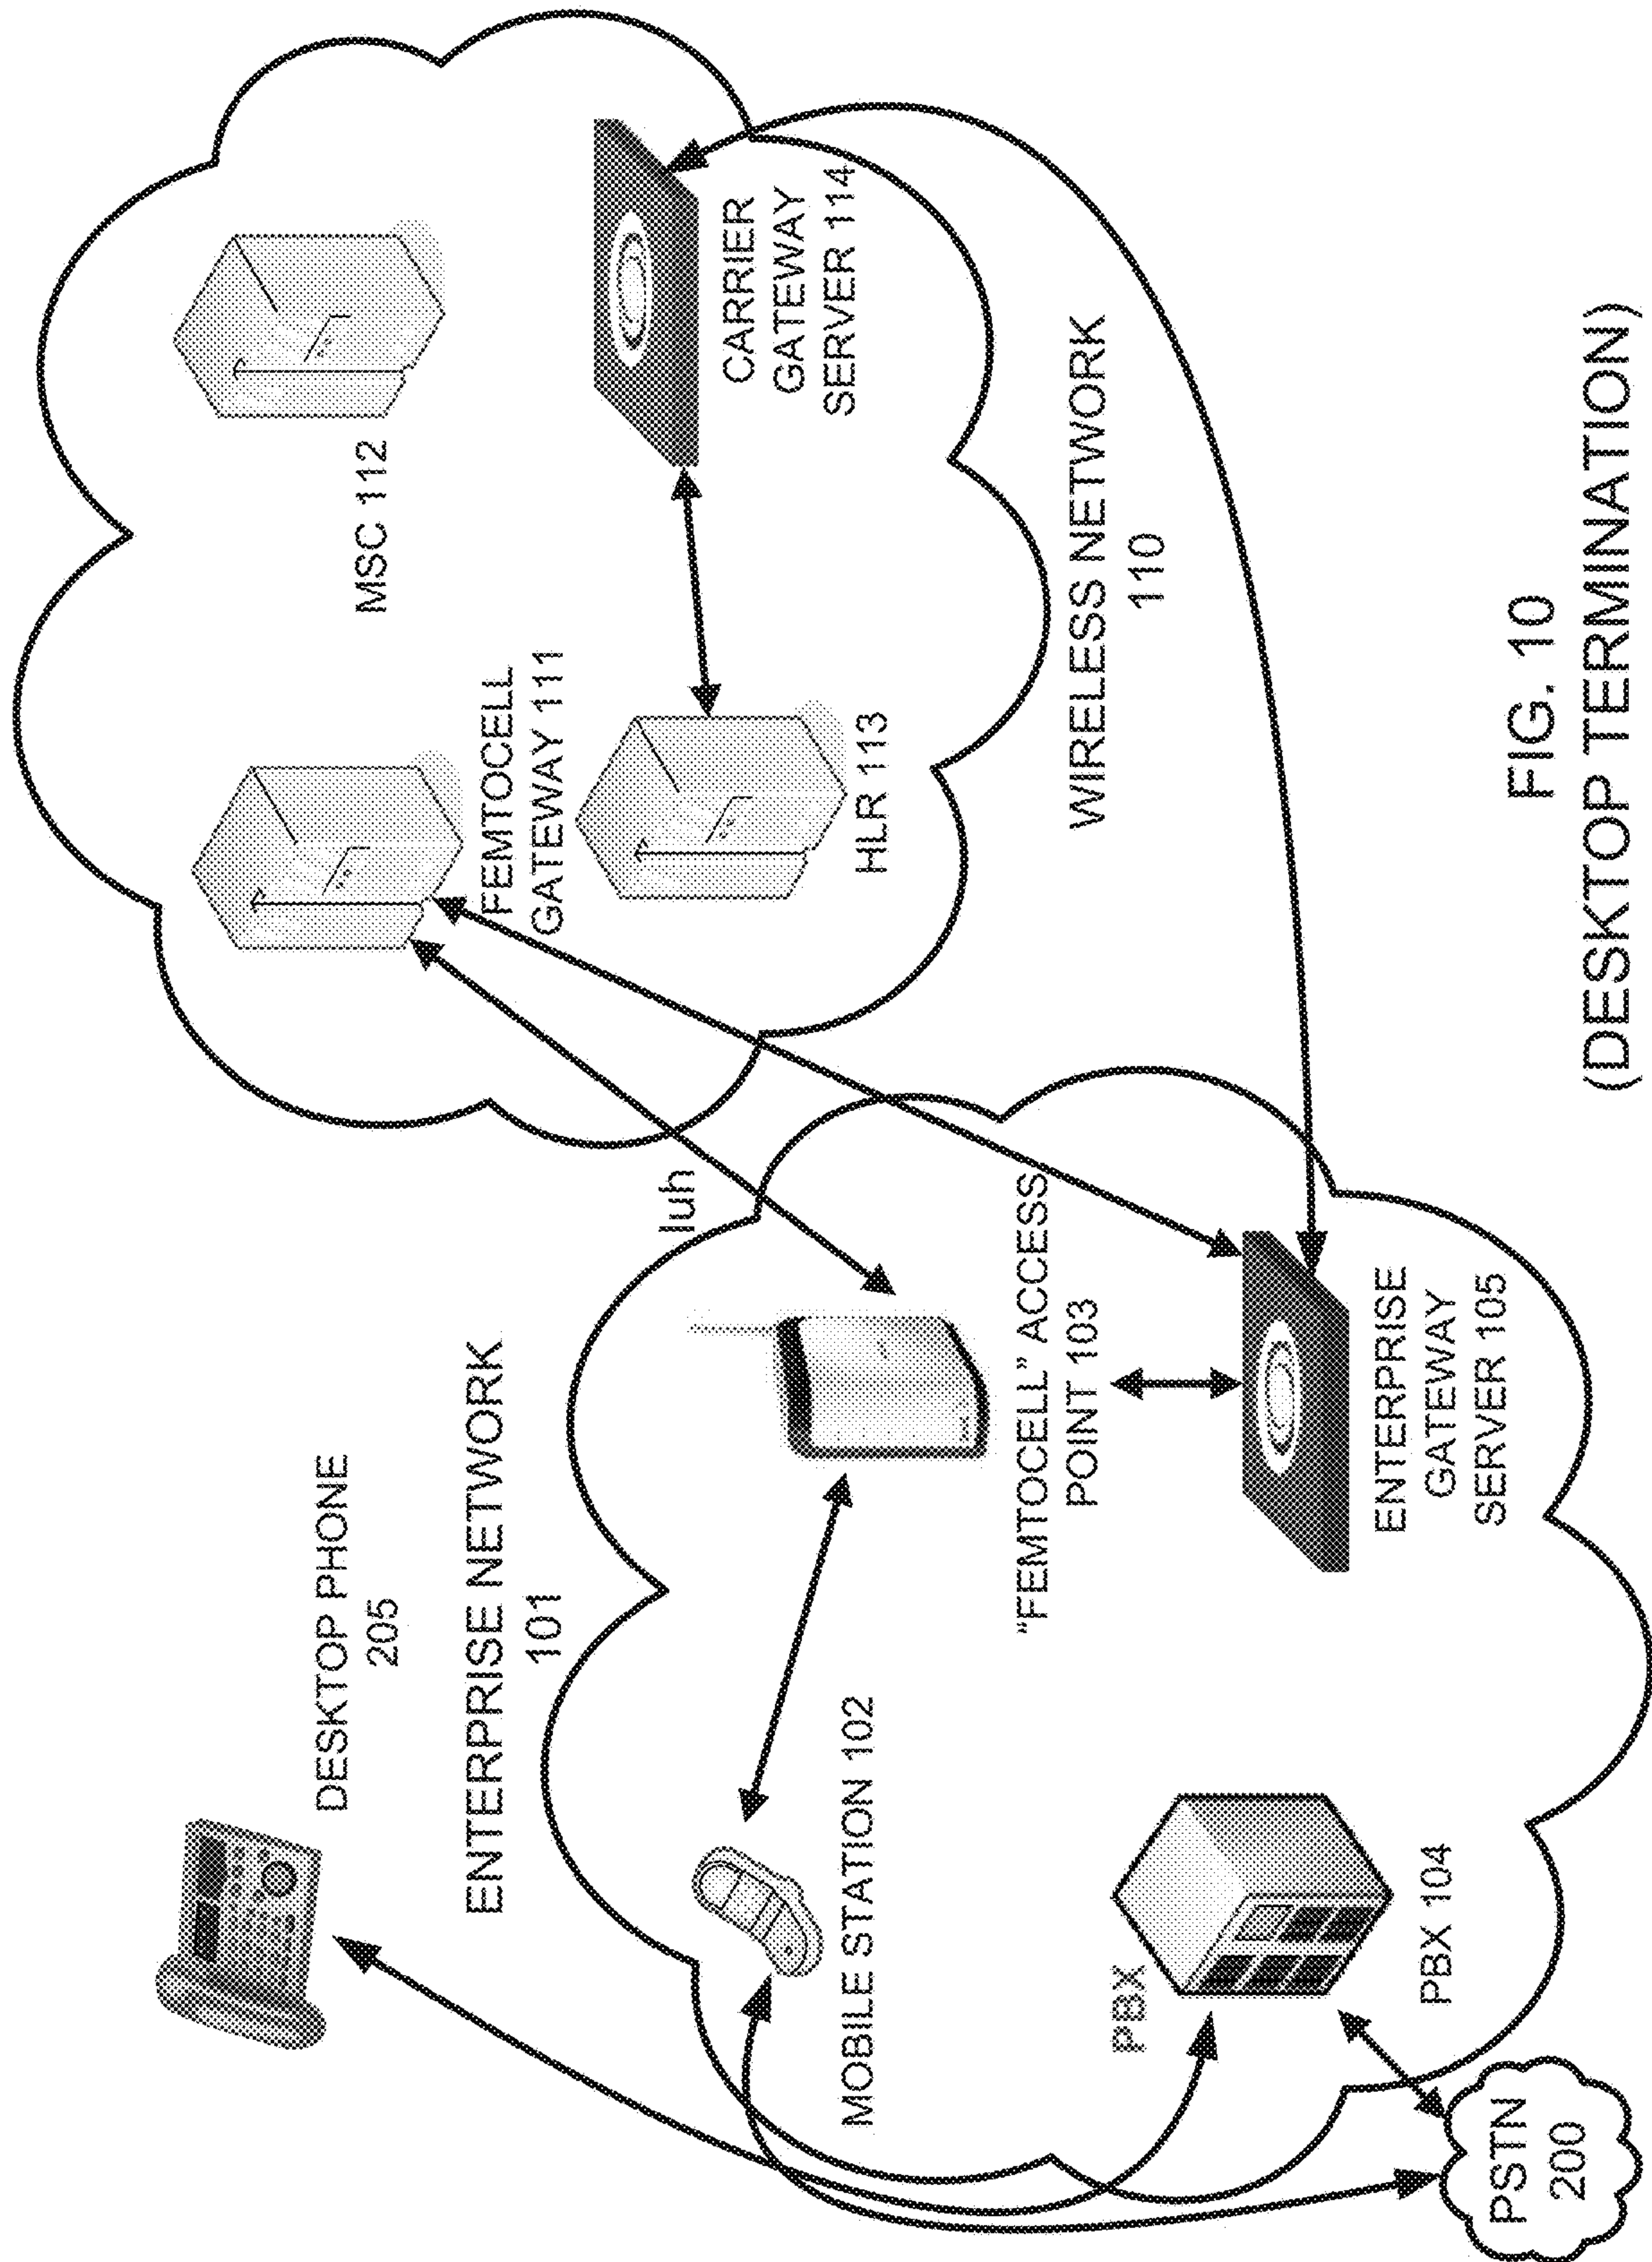 DESKTOP PHONE
205
ENTERPRISE NETWORK
101
MOBILE STATION 102
PBX
PBX 104
PSTN
200
Iuh
"FEMTOCELL" ACCESS
POINT 103
ENTERPRISE
GATEWAY
SERVER 105
FEMTOCELL
GATEWAY 111
MSC 112
HLR 113
CARRIER
GATEWAY
SERVER 114
WIRELESS NETWORK
110
FIG. 10
(DESKTOP TERMINATION)